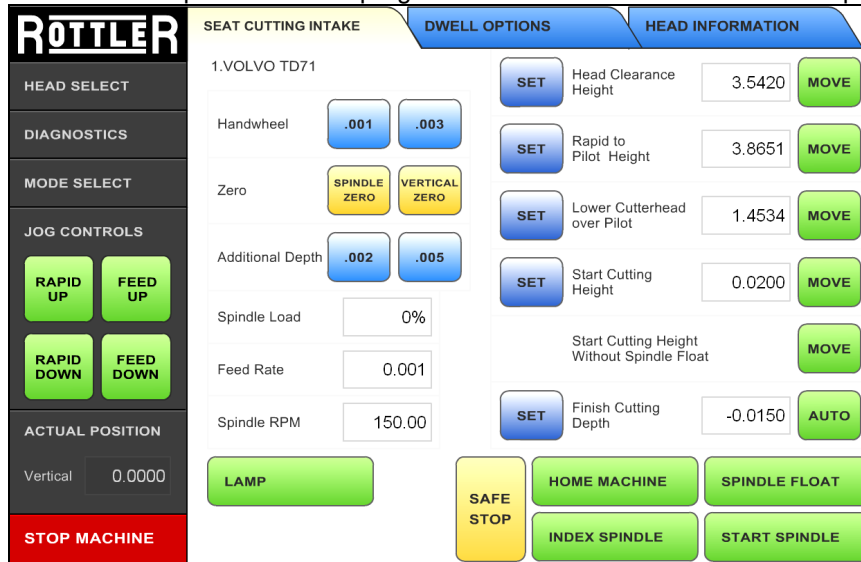 ROTTLER
SEAT CUTTING INTAKE
DWELL OPTIONS
HEAD INFORMATION
HEAD SELECT
DIAGNOSTICS
MODE SELECT
JOG CONTROLS
RAPID
UP
FEED
UP
RAPID
DOWN
FEED
DOWN
ACTUAL POSITION
Vertical 0.0000
STOP MACHINE
1.VOLVO TD71
Handwheel .001 .003
Zero
SPINDLE
ZERO
VERTICAL
ZERO
Additional Depth .002 .005
Spindle Load 0%
Feed Rate 0.001
Spindle RPM 150.00
LAMP
SET
Head Clearance
Height
3.5420 MOVE
SET
Rapid to
Pilot Height
3.8651 MOVE
SET
Lower Cutterhead
over Pilot
1.4534 MOVE
SET
Start Cutting
Height
0.0200 MOVE
Start Cutting Height
Without Spindle Float
MOVE
SET
Finish Cutting
Depth
-0.0150 AUTO
SAFE
STOP
HOME MACHINE
SPINDLE FLOAT
INDEX SPINDLE
START SPINDLE